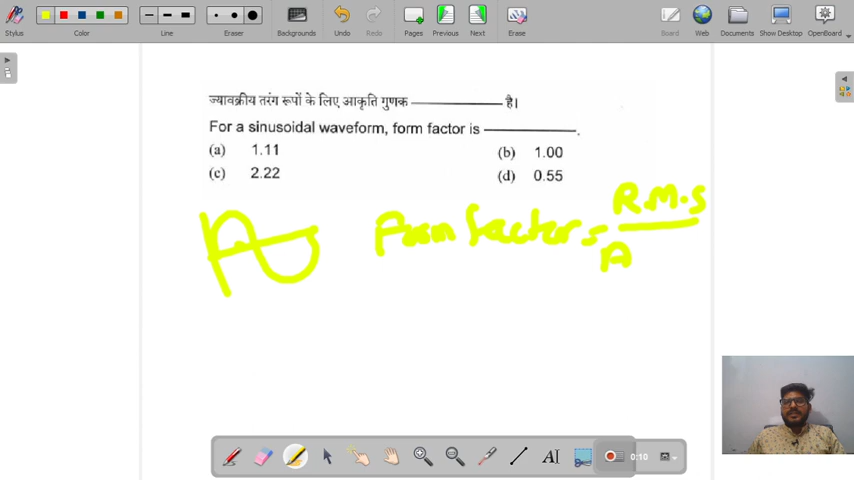 Stylus
Color
Line
Eraser
Backgrounds
Undo
Redo
Pages
Previous
Next
Erase
Board
Web
Documents
Show Desktop
OpenBoard
ज्यावक्रीय तरंग रूपों के लिए आकृति गुणक ____________ है।
For a sinusoidal waveform, form factor is ____________.
(a) 1.11 (b) 1.00
(c) 2.22 (d) 0.55
Form factor = R.M.S
A
0:10